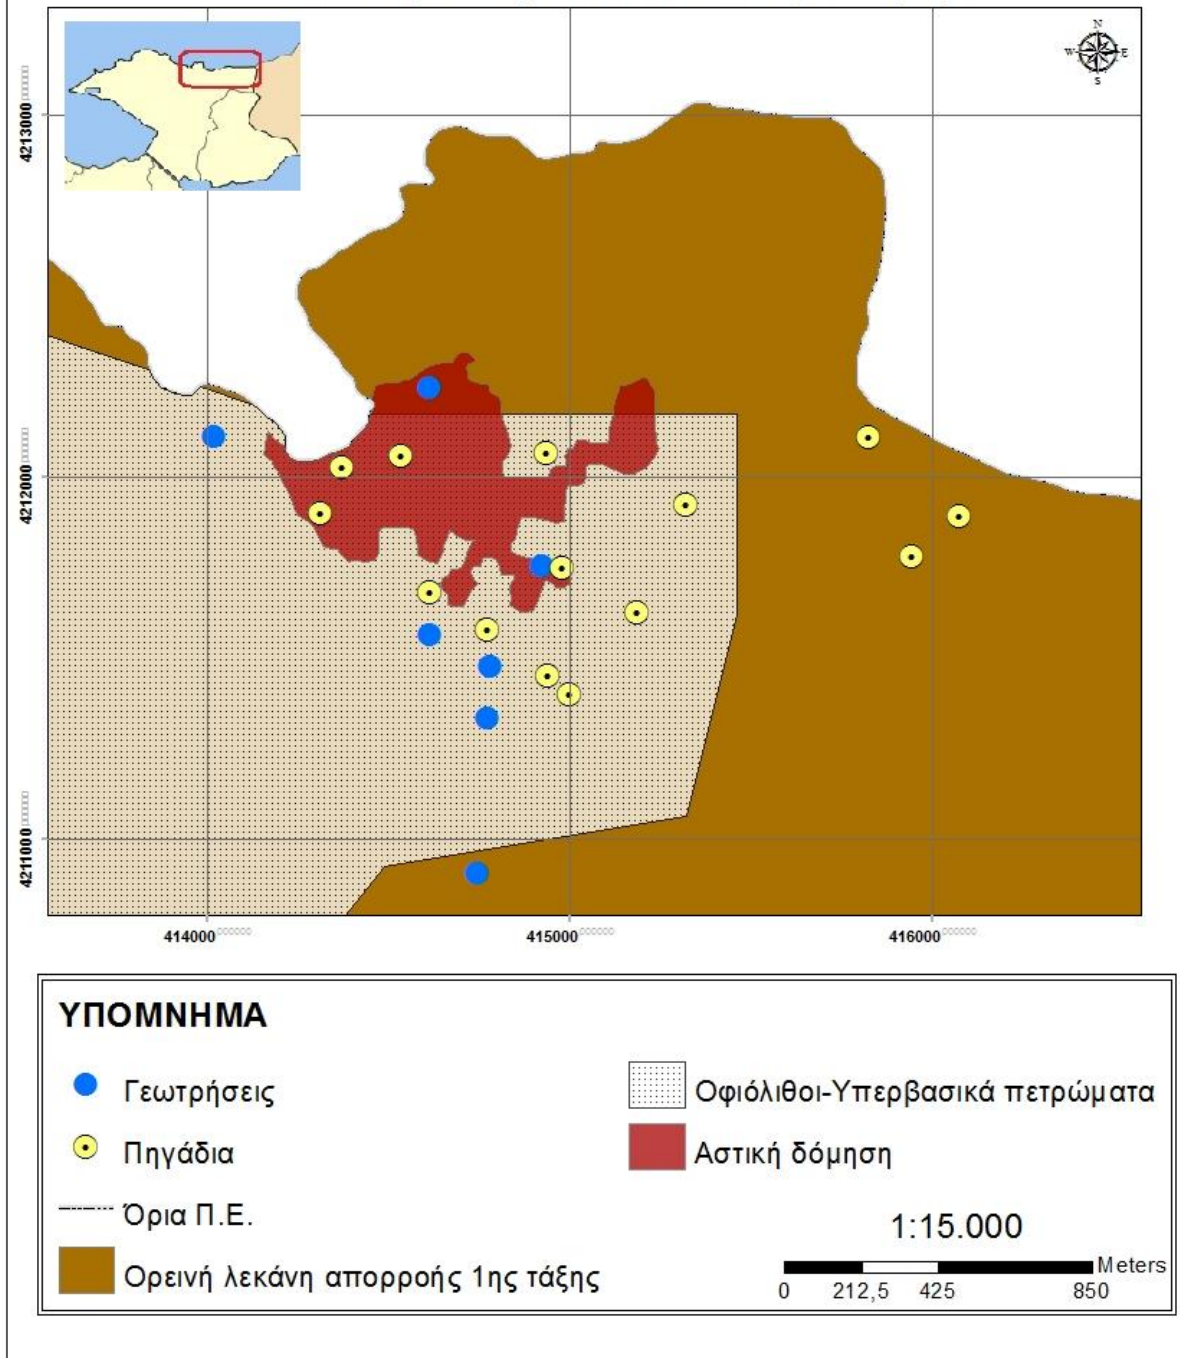 N
W E
S
4213000
4212000
4211000
414000 415000 416000
ΥΠΟΜΝΗΜΑ
Γεωτρήσεις
Πηγάδια
Όρια Π.Ε.
Ορεινή λεκάνη απορροής 1ης τάξης
Οφιόλιθοι-Υπερβασικά πετρώματα
Αστική δόμηση
1:15.000
Meters
0 212,5 425 850